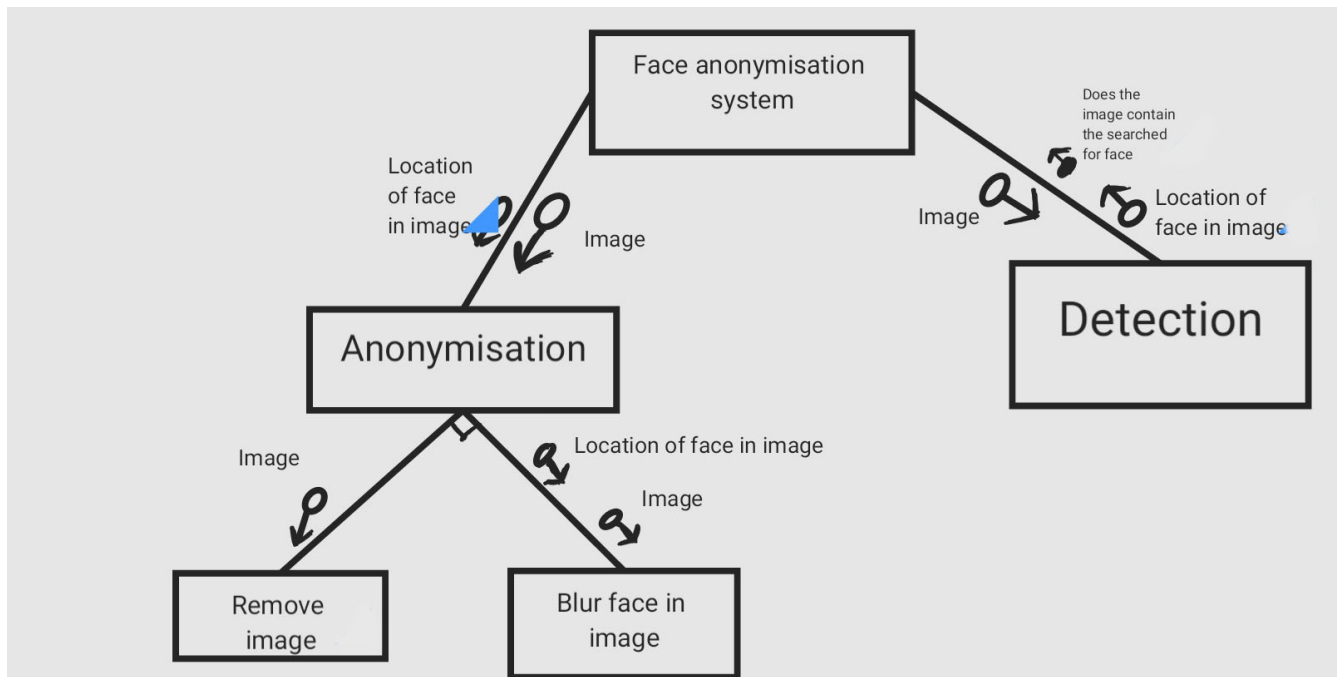 Face anonymisation
system
Does the
image contain
the searched
for face
Location
of face
in image
Image
Image
Location of
face in image
Anonymisation
Detection
Image
Location of face in image
Image
Remove
image
Blur face in
image